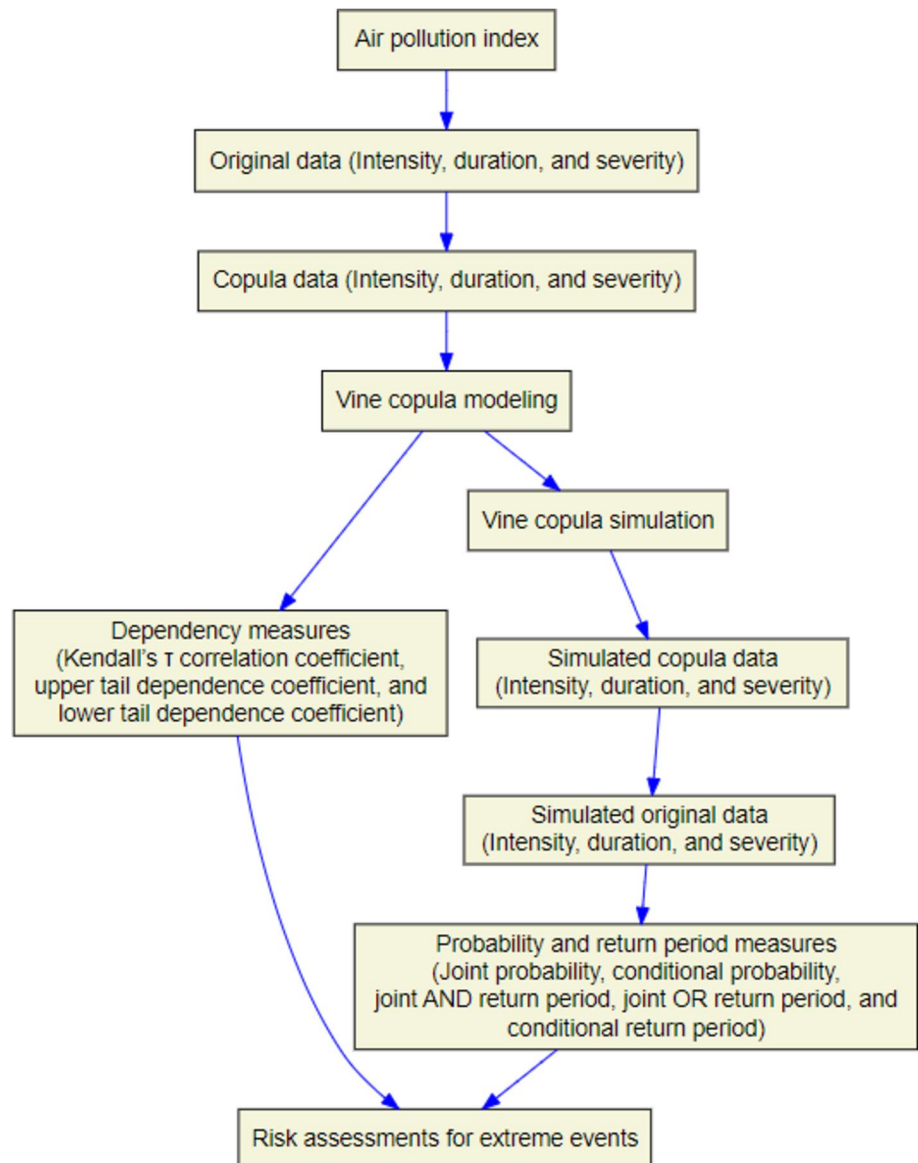 Air pollution index
Original data (Intensity, duration, and severity)
Copula data (Intensity, duration, and severity)
Vine copula modeling
Vine copula simulation
Dependency measures
(Kendall's τ correlation coefficient,
upper tail dependence coefficient, and
lower tail dependence coefficient)
Simulated copula data
(Intensity, duration, and severity)
Simulated original data
(Intensity, duration, and severity)
Probability and return period measures
(Joint probability, conditional probability,
joint AND return period, joint OR return period, and
conditional return period)
Risk assessments for extreme events